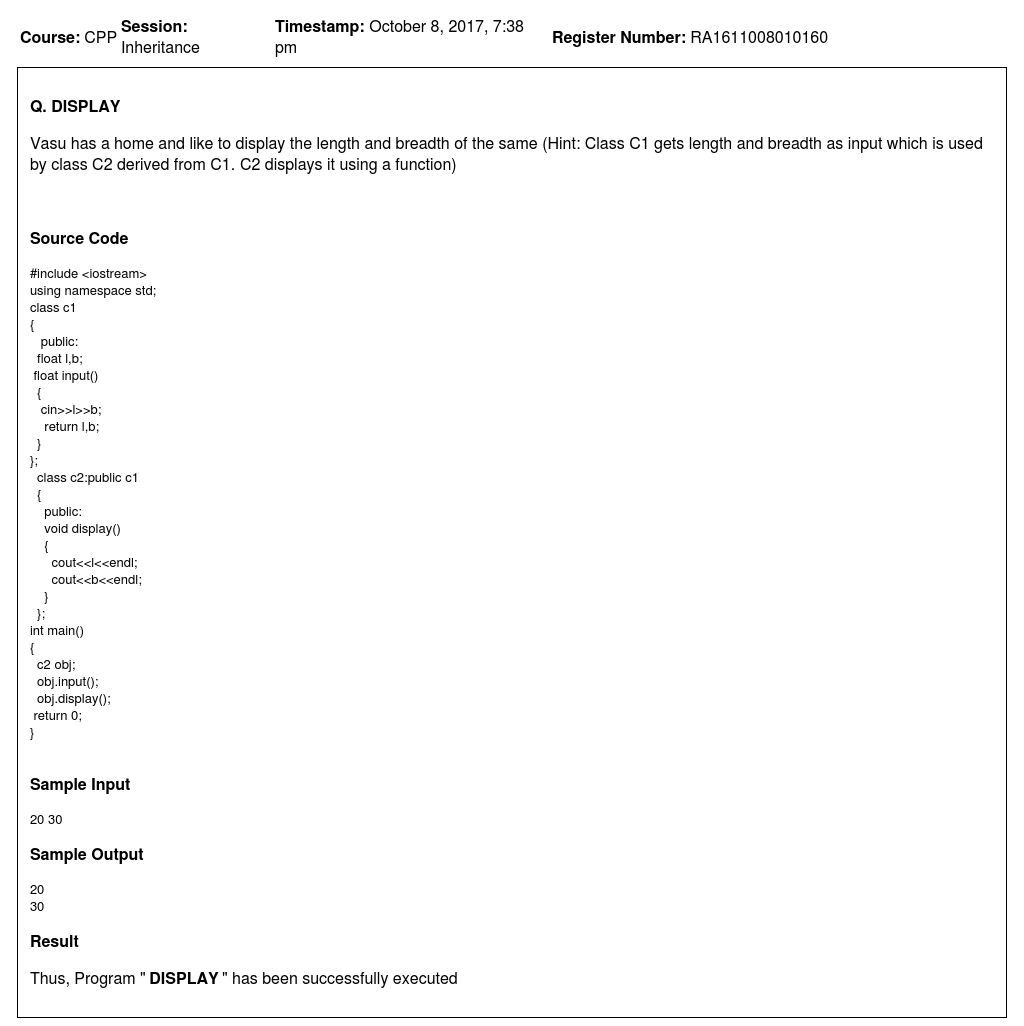 Course: CPP Session: Inheritance Timestamp: October 8, 2017, 7:38 pm Register Number: RA1611008010160
Q. DISPLAY
Vasu has a home and like to display the length and breadth of the same (Hint: Class C1 gets length and breadth as input which is used
by class C2 derived from C1. C2 displays it using a function)
Source Code
#include <iostream>
using namespace std;
class c1
{
public:
float l,b;
float input()
{
cin>>l>>b;
return l,b;
}
};
class c2:public c1
{
public:
void display()
{
cout<<l<<endl;
cout<<b<<endl;
}
};
int main()
{
c2 obj;
obj.input();
obj.display();
return 0;
}
Sample Input
20 30
Sample Output
20
30
Result
Thus, Program " DISPLAY " has been successfully executed